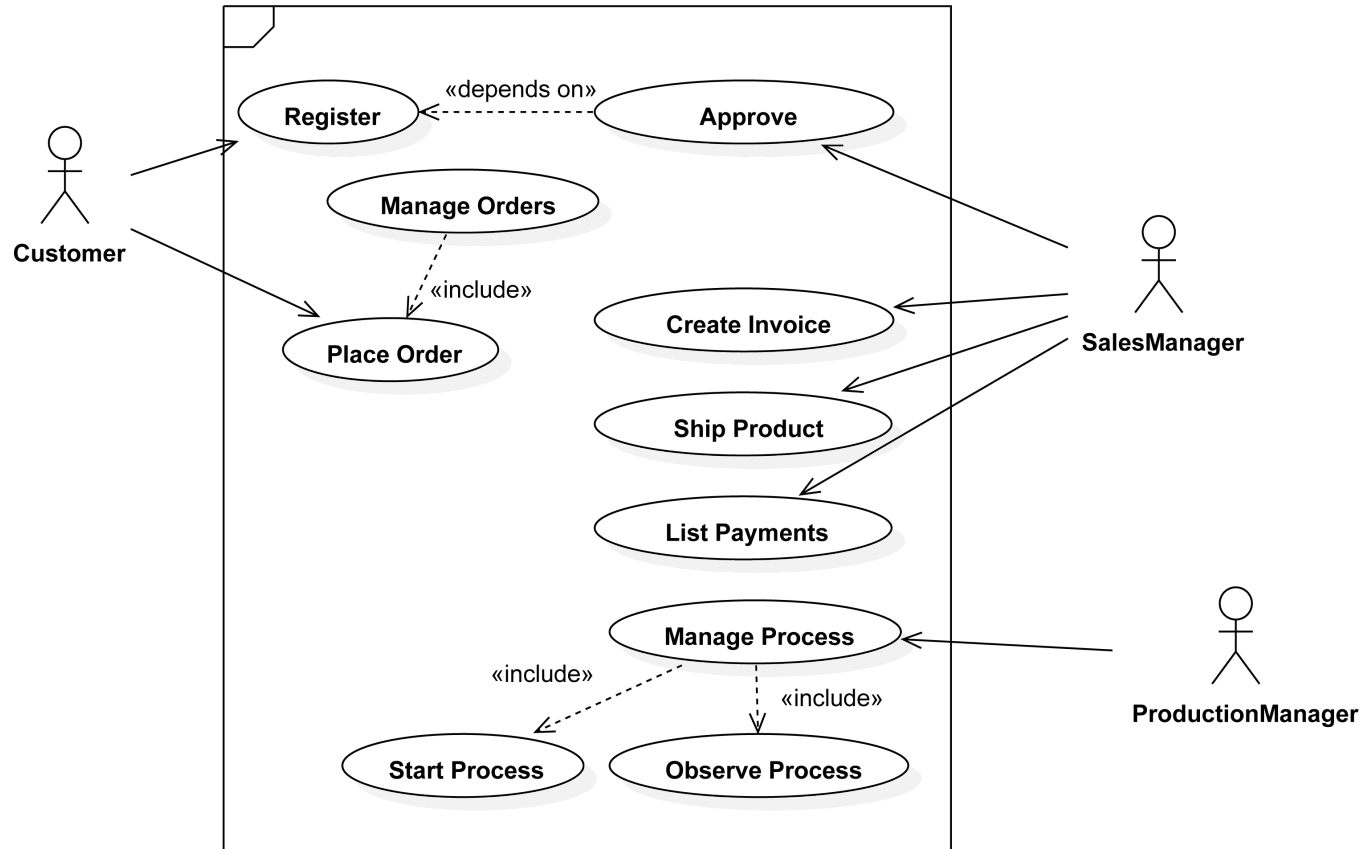 «depends on»
Register
Approve
Manage Orders
Customer
«include»
Create Invoice
SalesManager
Place Order
Ship Product
List Payments
Manage Process
«include»
«include»
ProductionManager
Start Process
Observe Process